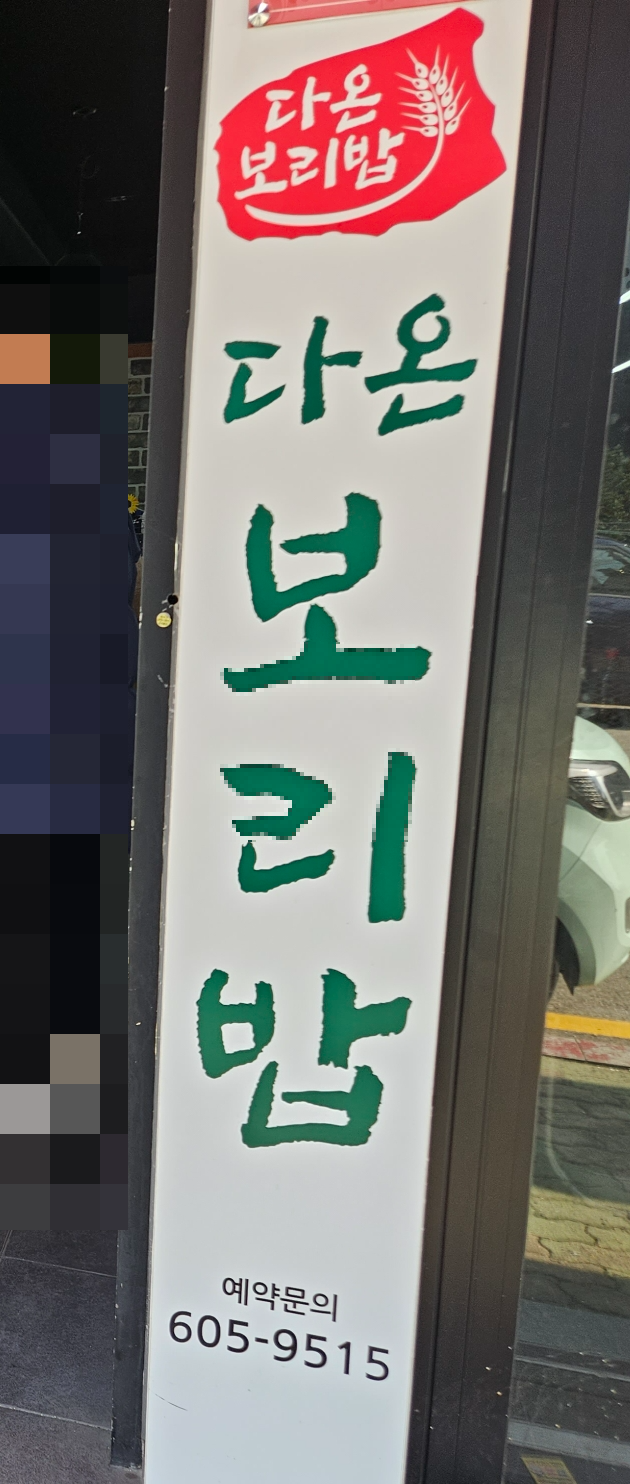 다온
보리밥
다온
보
리
밥
예약문의
605-9515